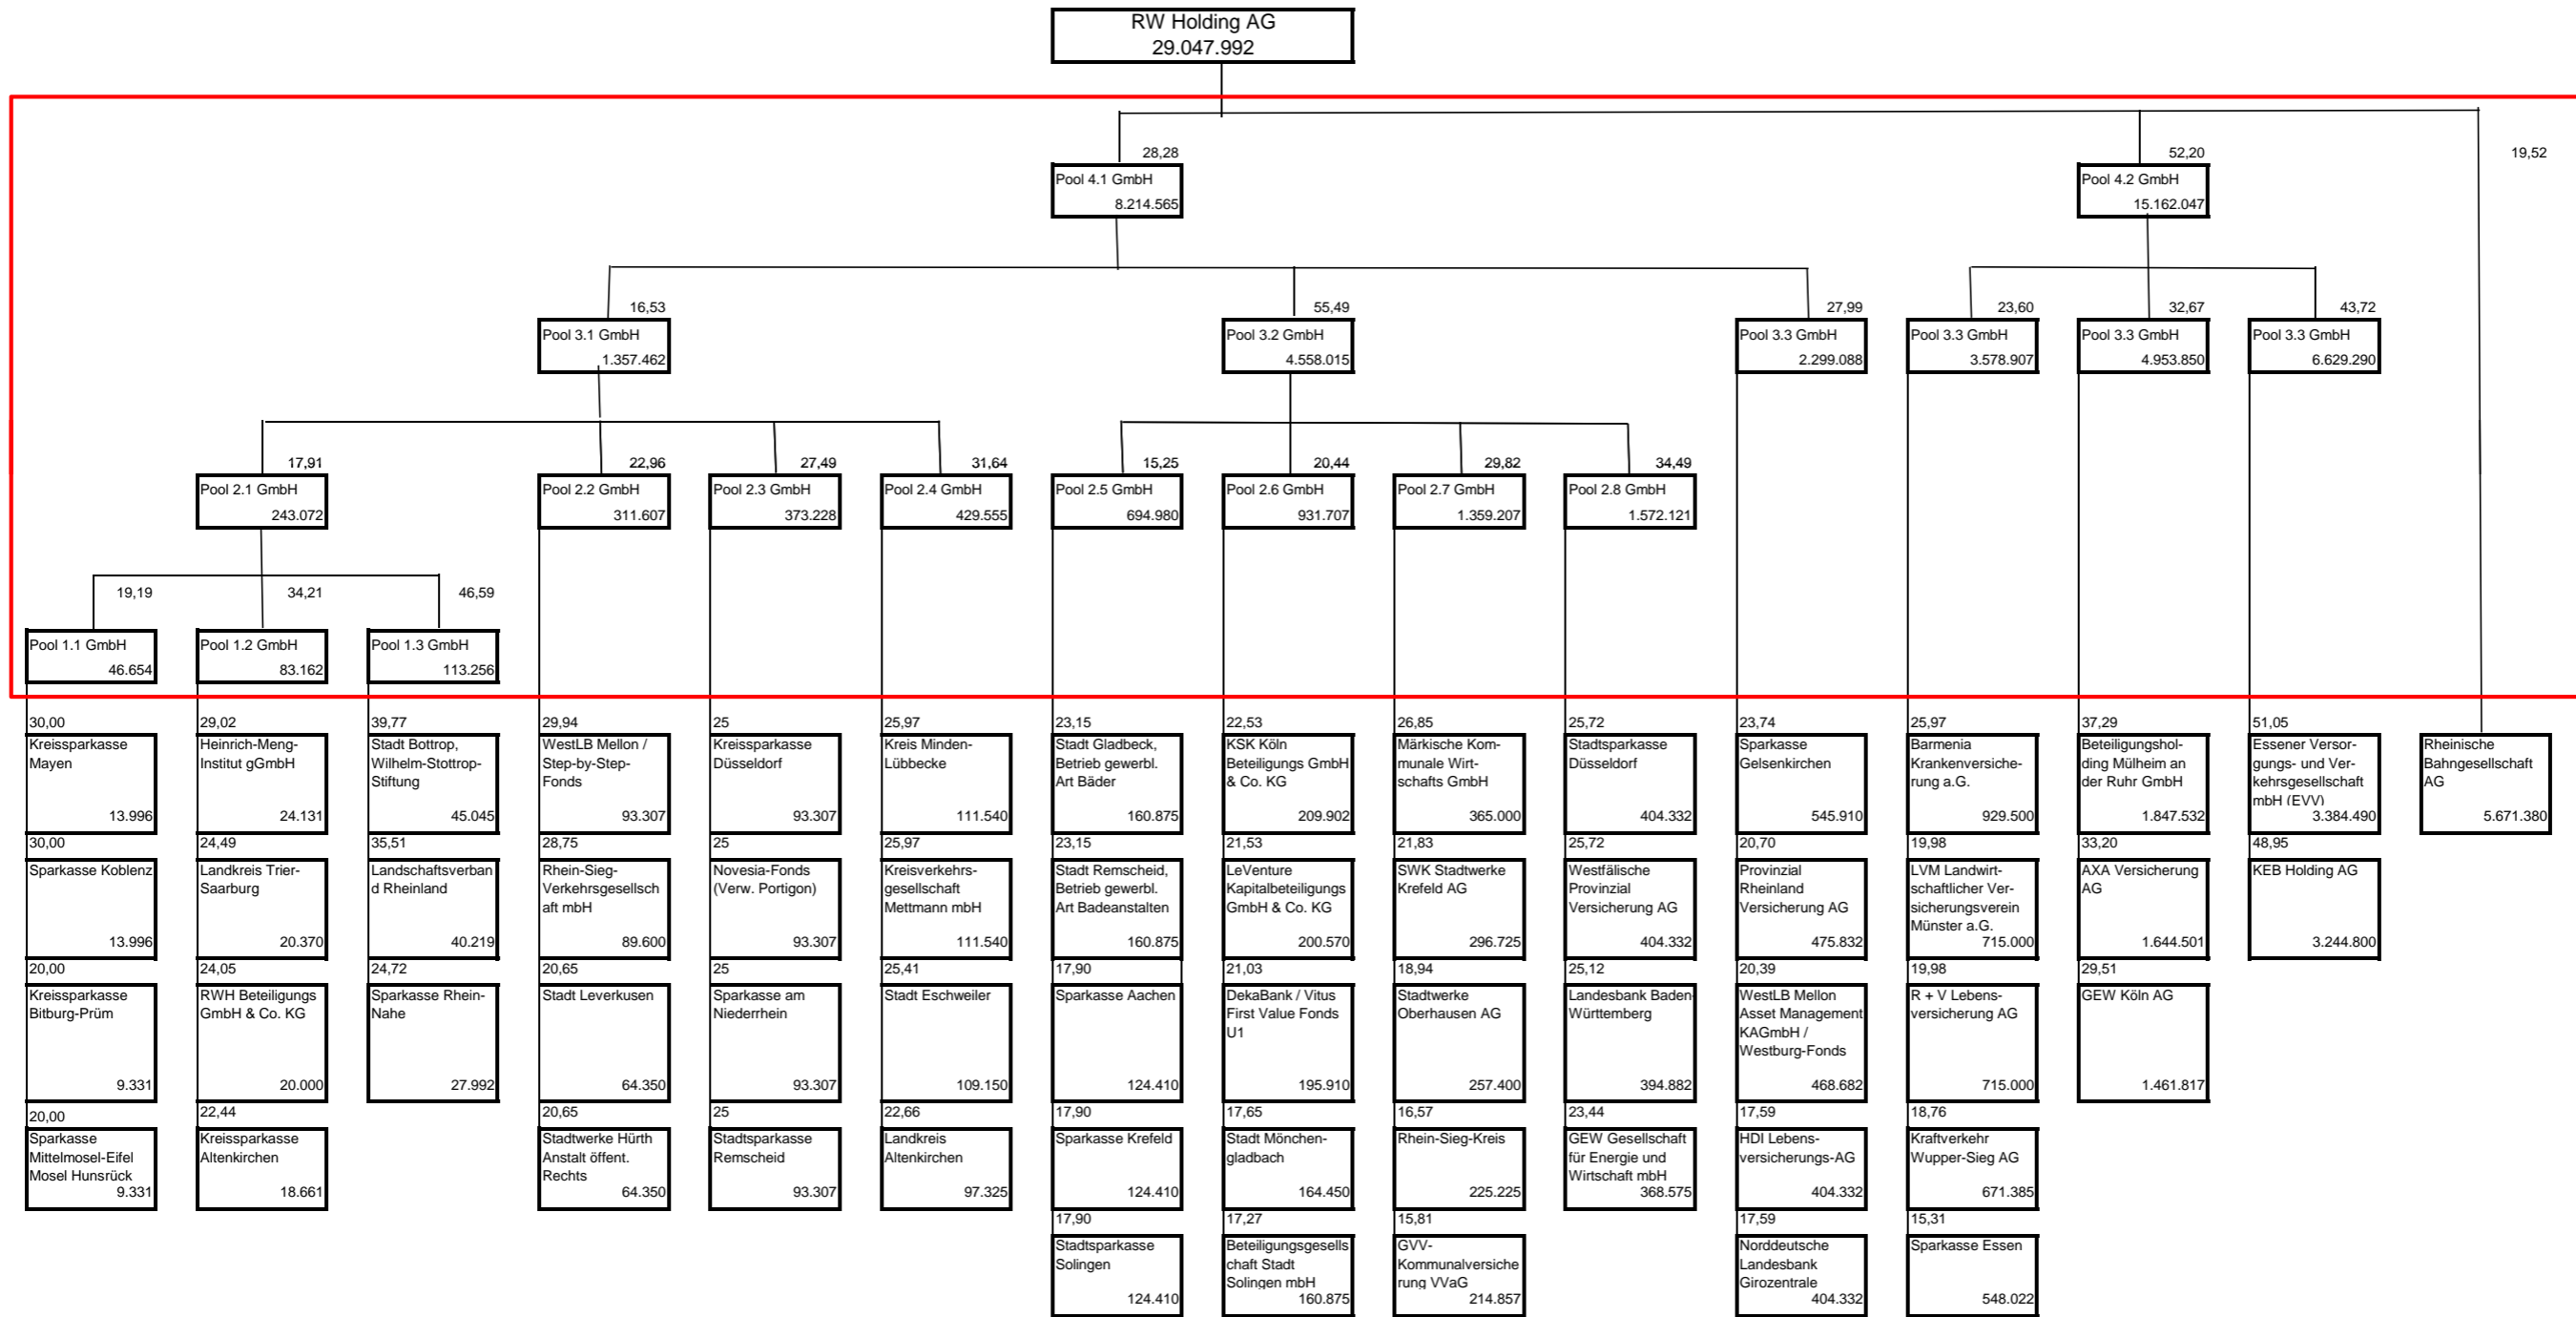 RW Holding AG
29.047.992
28,28
52,20
19,52
Pool 4.1 GmbH
8.214.565
Pool 4.2 GmbH
15.162.047
16,53
55,49
27,99
23,60
32,67
43,72
Pool 3.1 GmbH
1.357.462
Pool 3.2 GmbH
4.558.015
Pool 3.3 GmbH
2.299.088
Pool 3.3 GmbH
3.578.907
Pool 3.3 GmbH
4.953.850
Pool 3.3 GmbH
6.629.290
17,91
22,96
27,49
31,64
15,25
20,44
29,82
34,49
Pool 2.1 GmbH
243.072
Pool 2.2 GmbH
311.607
Pool 2.3 GmbH
373.228
Pool 2.4 GmbH
429.555
Pool 2.5 GmbH
694.980
Pool 2.6 GmbH
931.707
Pool 2.7 GmbH
1.359.207
Pool 2.8 GmbH
1.572.121
19,19
34,21
46,59
Pool 1.1 GmbH
46.654
Pool 1.2 GmbH
83.162
Pool 1.3 GmbH
113.256
30,00
Kreissparkasse
Mayen
13.996
30,00
Sparkasse Koblenz
13.996
20,00
Kreissparkasse
Bitburg-Prüm
9.331
20,00
Sparkasse
Mittelmosel-Eifel
Mosel Hunsrück
9.331
29,02
Heinrich-Meng-
Institut gGmbH
24.131
24,49
Landkreis Trier-
Saarburg
20.370
24,05
RWH Beteiligungs
GmbH & Co. KG
20.000
22,44
Kreissparkasse
Altenkirchen
18.661
39,77
Stadt Bottrop,
Wilhelm-Stottrop-
Stiftung
45.045
35,51
Landschaftsverban
d Rheinland
40.219
24,72
Sparkasse Rhein-
Nahe
27.992
29,94
WestLB Mellon /
Step-by-Step-
Fonds
93.307
28,75
Rhein-Sieg-
Verkehrsgesellsch
aft mbH
89.600
20,65
Stadt Leverkusen
64.350
20,65
Stadtwerke Hürth
Anstalt öffent.
Rechts
64.350
25
Kreissparkasse
Düsseldorf
93.307
25
Novesia-Fonds
(Verw. Portigon)
93.307
25
Sparkasse am
Niederrhein
93.307
25
Stadtsparkasse
Remscheid
93.307
25,97
Kreis Minden-
Lübbecke
111.540
25,97
Kreisverkehrs-
gesellschaft
Mettmann mbH
111.540
25,41
Stadt Eschweiler
109.150
22,66
Landkreis
Altenkirchen
97.325
23,15
Stadt Gladbeck,
Betrieb gewerbl.
Art Bäder
160.875
23,15
Stadt Remscheid,
Betrieb gewerbl.
Art Badeanstalten
160.875
17,90
Sparkasse Aachen
124.410
17,90
Sparkasse Krefeld
124.410
17,90
Stadtsparkasse
Solingen
124.410
22,53
KSK Köln
Beteiligungs GmbH
& Co. KG
209.902
21,53
LeVenture
Kapitalbeteiligungs
GmbH & Co. KG
200.570
21,03
DekaBank / Vitus
First Value Fonds
U1
195.910
17,65
Stadt Mönchen-
gladbach
164.450
17,27
Beteiligungsgesells
chaft Stadt
Solingen mbH
160.875
26,85
Märkische Kom-
munale Wirt-
schafts GmbH
365.000
21,83
SWK Stadtwerke
Krefeld AG
296.725
18,94
Stadtwerke
Oberhausen AG
257.400
16,57
Rhein-Sieg-Kreis
225.225
15,81
GVV-
Kommunalversiche
rung VVaG
214.857
25,72
Stadtsparkasse
Düsseldorf
404.332
25,72
Westfälische
Provinzial
Versicherung AG
404.332
25,12
Landesbank Baden-
Württemberg
394.882
23,44
GEW Gesellschaft
für Energie und
Wirtschaft mbH
368.575
23,74
Sparkasse
Gelsenkirchen
545.910
20,70
Provinzial
Rheinland
Versicherung AG
475.832
20,39
WestLB Mellon
Asset Management
KAGmbH /
Westburg-Fonds
468.682
17,59
HDI Lebens-
versicherungs-AG
404.332
17,59
Norddeutsche
Landesbank
Girozentrale
404.332
25,97
Barmenia
Krankenversiche-
rung a.G.
929.500
19,98
LVM Landwirt-
schaftlicher Ver-
sicherungsverein
Münster a.G.
715.000
19,98
R + V Lebens-
versicherung AG
715.000
18,76
Kraftverkehr
Wupper-Sieg AG
671.385
15,31
Sparkasse Essen
548.022
37,29
Beteiligungshol-
ding Mülheim an
der Ruhr GmbH
1.847.532
33,20
AXA Versicherung
AG
1.644.501
29,51
GEW Köln AG
1.461.817
51,05
Essener Versor-
gungs- und Ver-
kehrsgesellschaft
mbH (EVV)
3.384.490
48,95
KEB Holding AG
3.244.800
Rheinische
Bahngesellschaft
AG
5.671.380